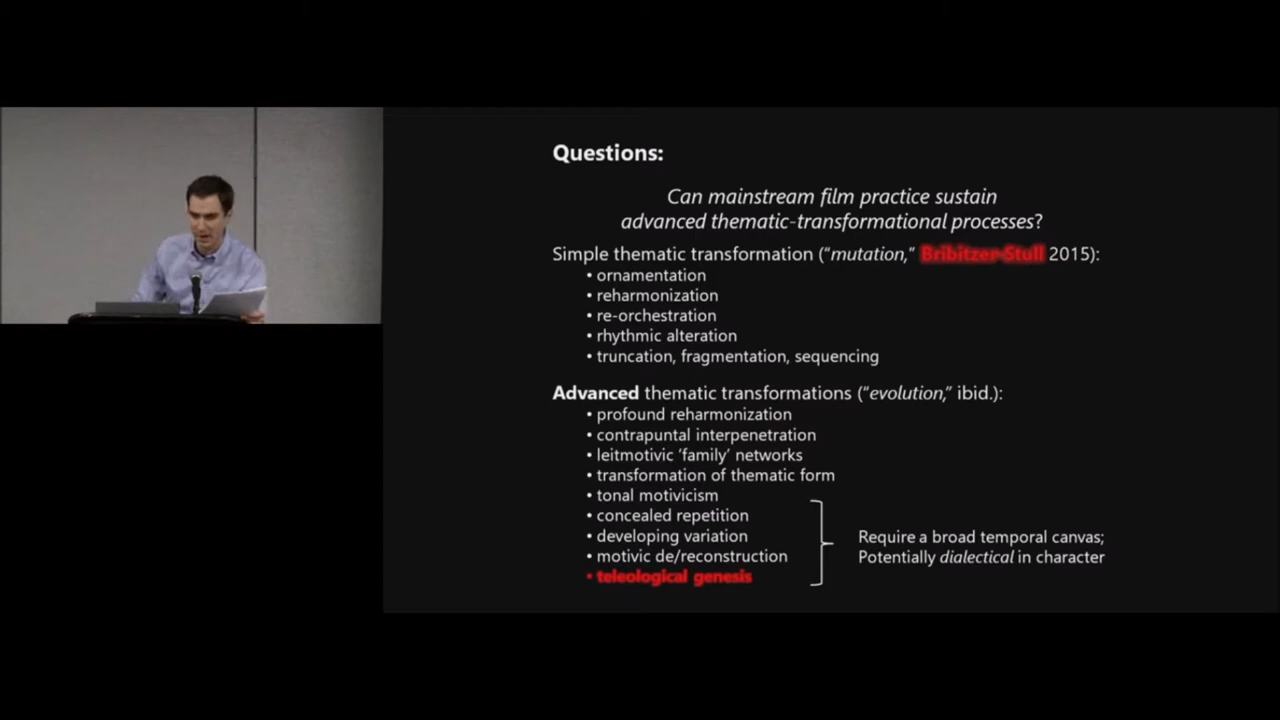 Questions:
Can mainstream film practice sustain
advanced thematic-transformational processes?
Simple thematic transformation (“mutation,” Bribitzer-Stull 2015):
• ornamentation
• reharmonization
• re-orchestration
• rhythmic alteration
• truncation, fragmentation, sequencing
Advanced thematic transformations (“evolution,” ibid.):
• profound reharmonization
• contrapuntal interpenetration
• leitmotivic ‘family’ networks
• transformation of thematic form
• tonal motivicism
• concealed repetition
• developing variation
• motivic de/reconstruction
• teleological genesis
Require a broad temporal canvas;
Potentially dialectical in character